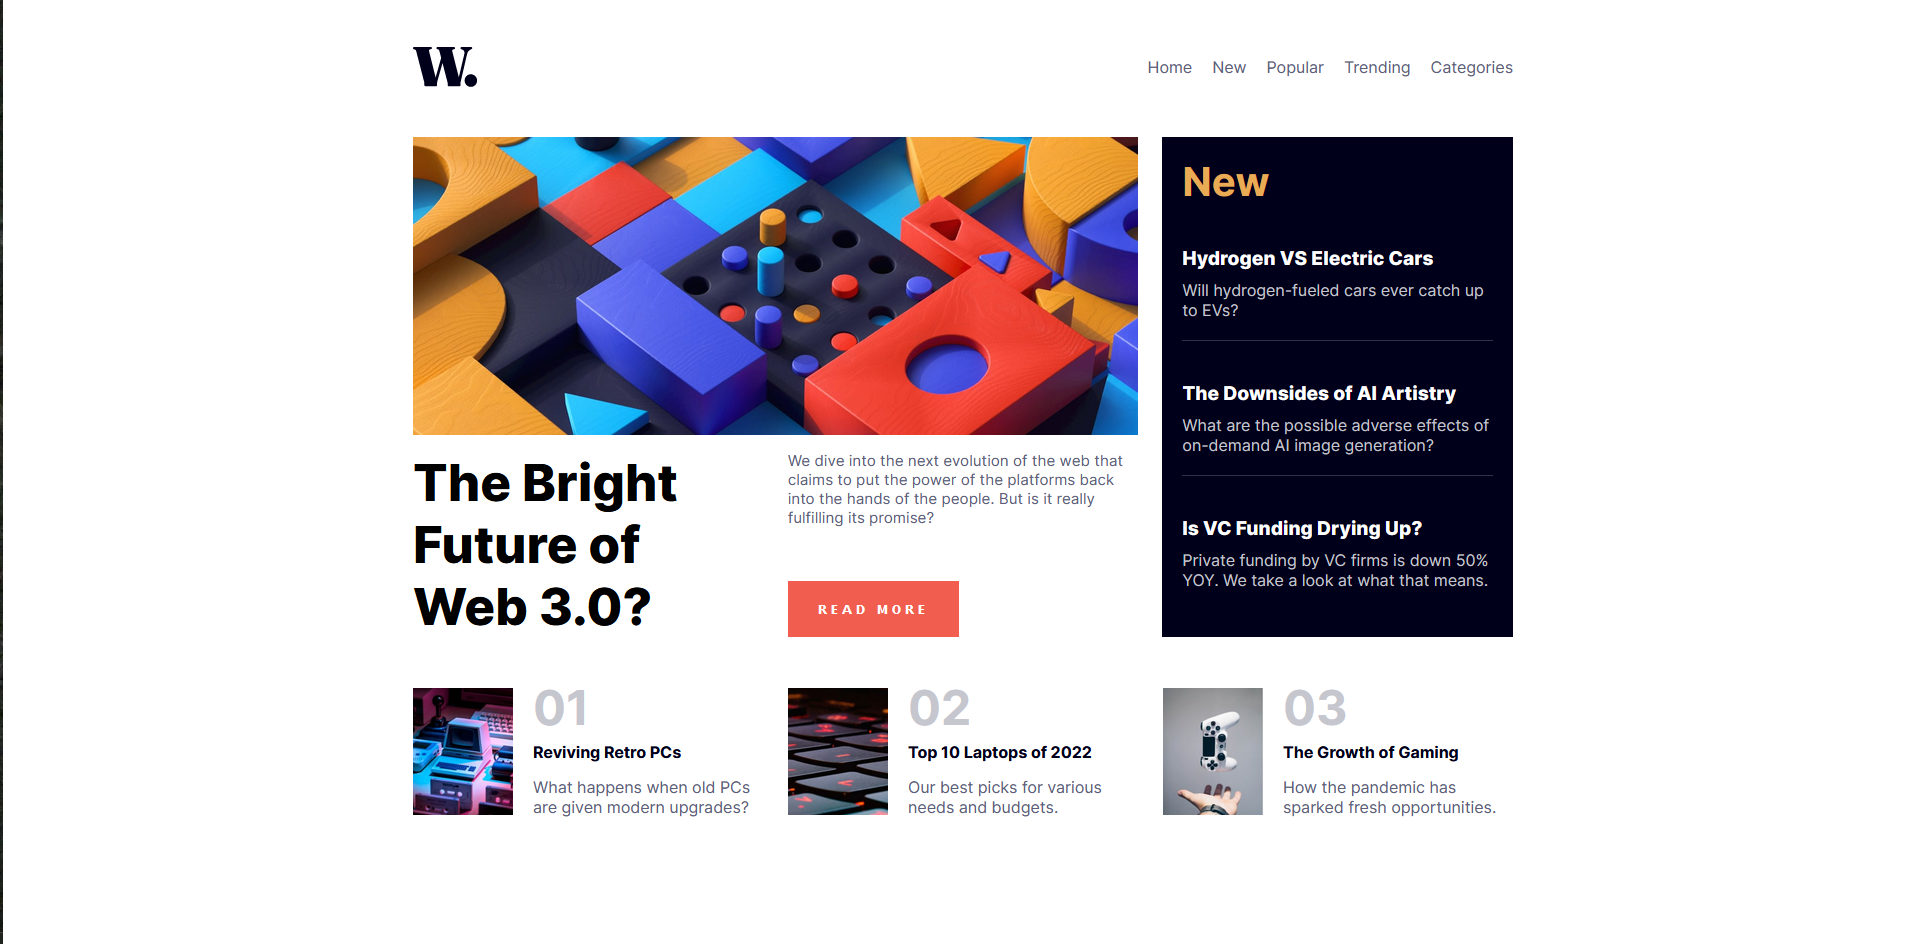 W.
Home New Popular Trending Categories
The Bright
Future of
Web 3.0?
We dive into the next evolution of the web that
claims to put the power of the platforms back
into the hands of the people. But is it really
fulfilling its promise?
READ MORE
New
Hydrogen VS Electric Cars
Will hydrogen-fueled cars ever catch up
to EVs?
The Downsides of AI Artistry
What are the possible adverse effects of
on-demand AI image generation?
Is VC Funding Drying Up?
Private funding by VC firms is down 50%
YOY. We take a look at what that means.
01
Reviving Retro PCs
What happens when old PCs
are given modern upgrades?
02
Top 10 Laptops of 2022
Our best picks for various
needs and budgets.
03
The Growth of Gaming
How the pandemic has
sparked fresh opportunities.